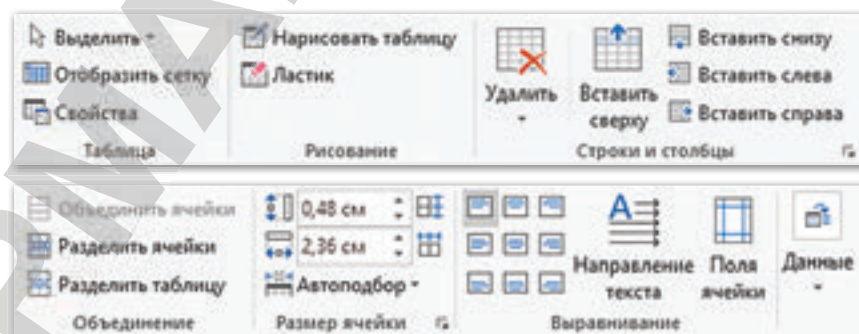 Выделить
Отобразить сетку
Свойства
Таблица
Нарисовать таблицу
Ластик
Рисование
Удалить
Вставить
сверху
Вставить снизу
Вставить слева
Вставить справа
Строки и столбцы
Объединить ячейки
Разделить ячейки
Разделить таблицу
Объединение
0,48 см
2,36 см
Автоподбор
Размер ячейки
Направление
текста
Поля
ячейки
Выравнивание
Данные